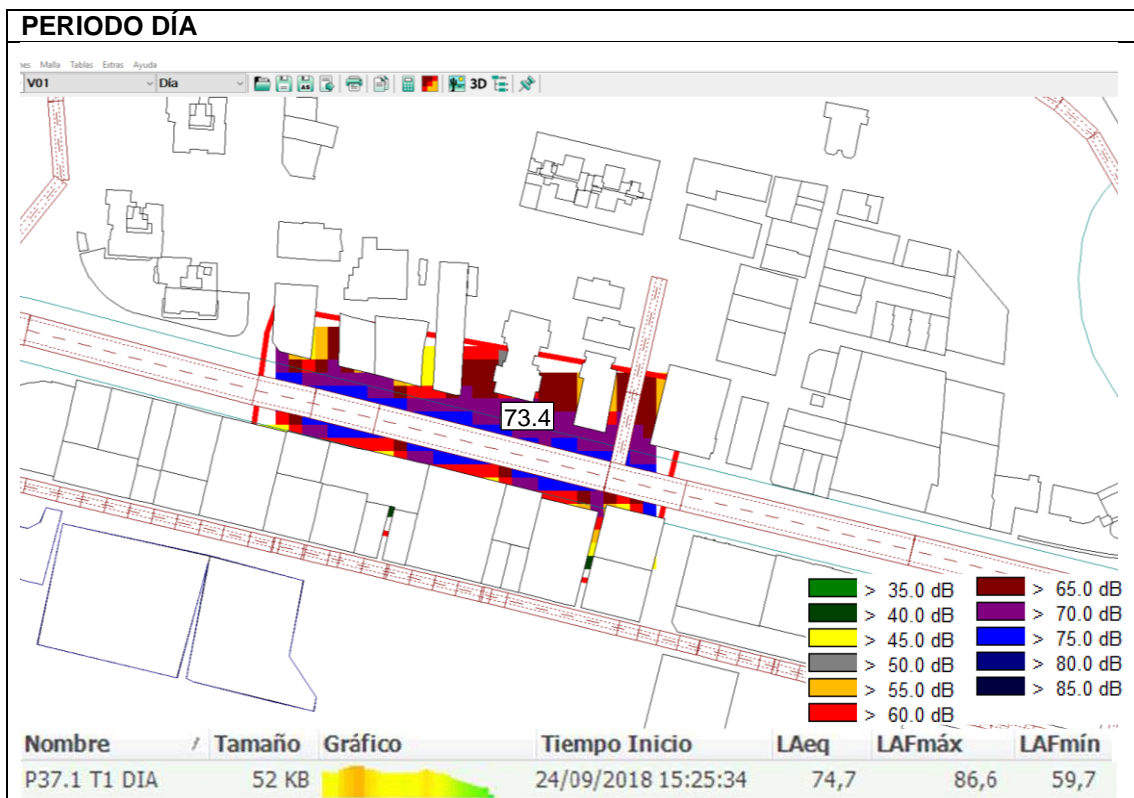 PERIODO DÍA
nes Malla Tablas Extras Ayuda
V01 Día AS 3D
73.4
> 35.0 dB > 65.0 dB
> 40.0 dB > 70.0 dB
> 45.0 dB > 75.0 dB
> 50.0 dB > 80.0 dB
> 55.0 dB > 85.0 dB
> 60.0 dB
Nombre / Tamaño Gráfico Tiempo Inicio LAeq LAFmáx LAFmín
P37.1 T1 DIA 52 KB 24/09/2018 15:25:34 74,7 86,6 59,7